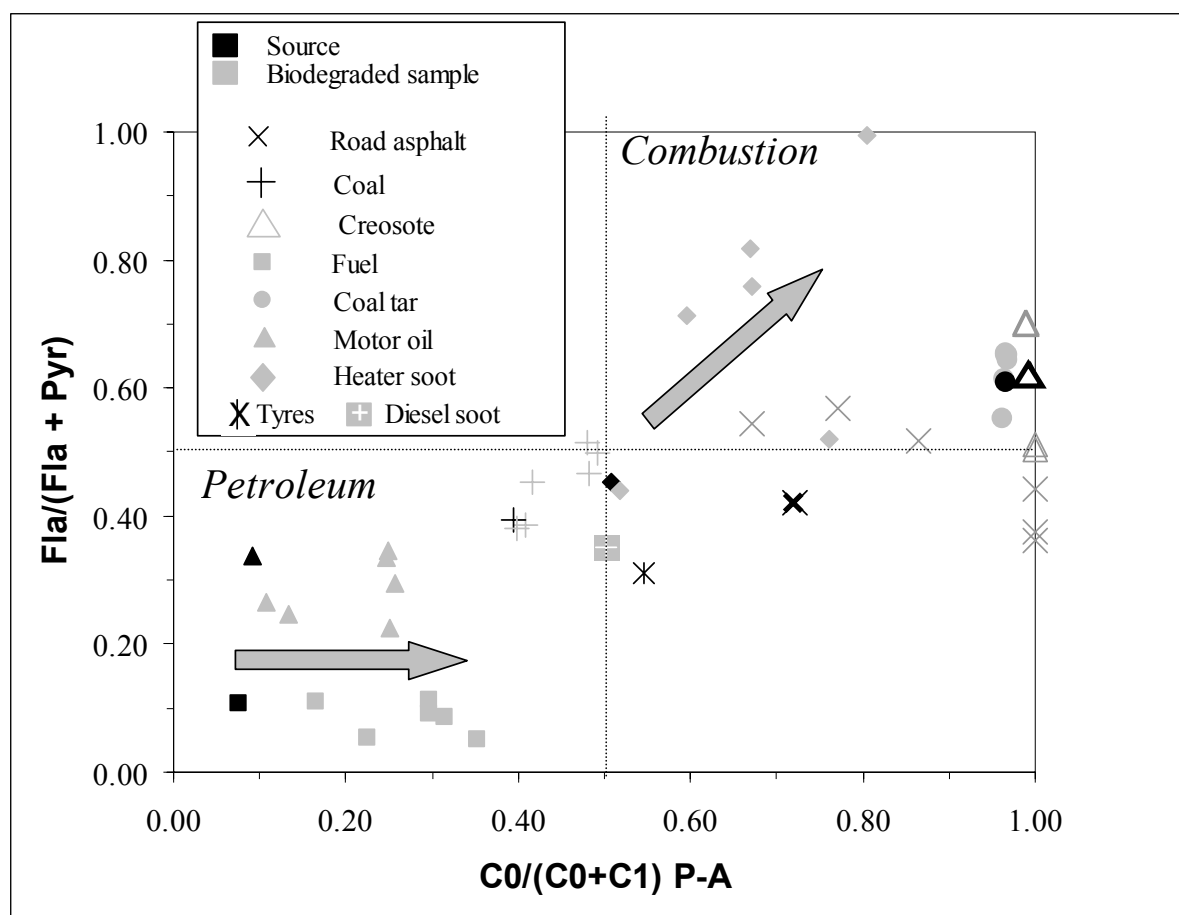 Source
Biodegraded sample
Road asphalt
Coal
Creosote
Fuel
Coal tar
Motor oil
Heater soot
Tyres Diesel soot
Combustion
Petroleum
Fla/(Fla + Pyr)
1.00
0.80
0.60
0.40
0.20
0.00
0.00 0.20 0.40 0.60 0.80 1.00
C0/(C0+C1) P-A